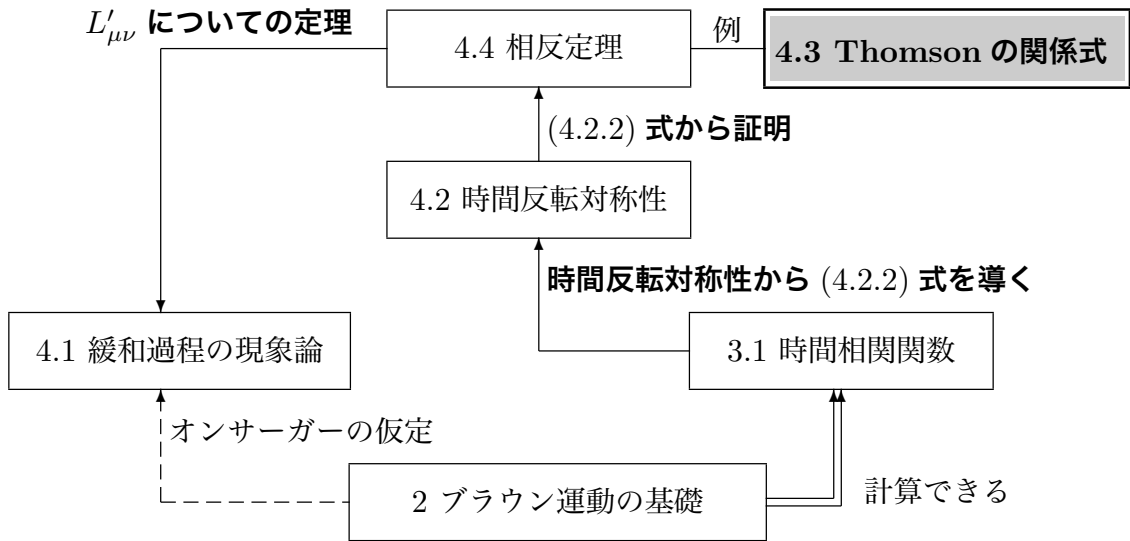 L′μν についての定理
4.4 相反定理
例
4.3 Thomson の関係式
(4.2.2) 式から証明
4.2 時間反転対称性
時間反転対称性から (4.2.2) 式を導く
4.1 緩和過程の現象論
3.1 時間相関関数
オンサーガーの仮定
2 ブラウン運動の基礎
計算できる